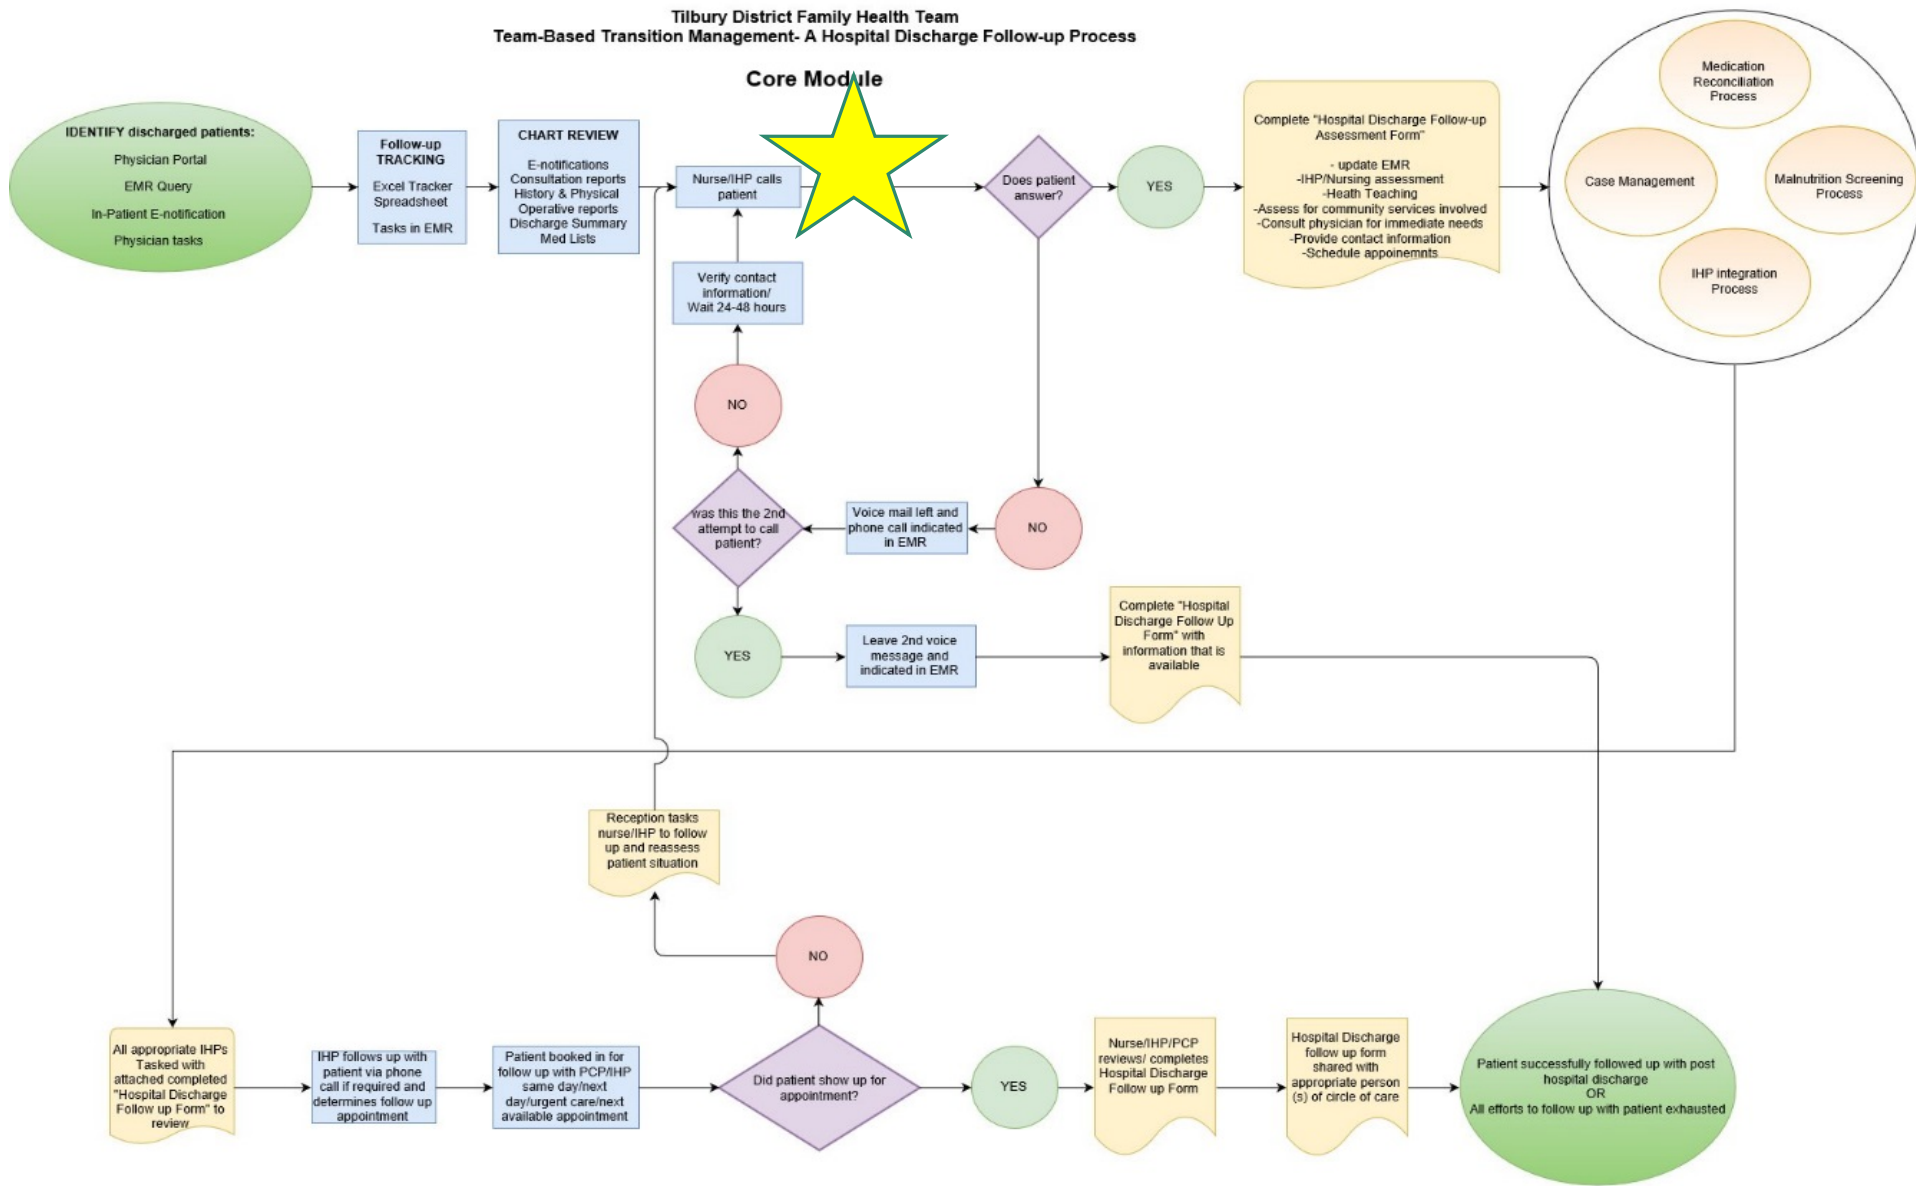 Tilbury District Family Health Team
Team-Based Transition Management- A Hospital Discharge Follow-up Process
Core Module
IDENTIFY discharged patients:
Physician Portal
EMR Query
In-Patient E-notification
Physician tasks
Follow-up
TRACKING
Excel Tracker
Spreadsheet
Tasks in EMR
CHART REVIEW
E-notifications
Consultation reports
History & Physical
Operative reports
Discharge Summary
Med Lists
Nurse/IHP calls
patient
Does patient
answer?
YES
Complete "Hospital Discharge Follow-up
Assessment Form"
- update EMR
-IHP/Nursing assessment
-Heath Teaching
-Assess for community services involved
-Consult physician for immediate needs
-Provide contact information
-Schedule appoinemnts
Medication
Reconciliation
Process
Case Management
Malnutrition Screening
Process
IHP integration
Process
Verify contact
information/
Wait 24-48 hours
NO
was this the 2nd
attempt to call
patient?
Voice mail left and
phone call indicated
in EMR
NO
YES
Leave 2nd voice
message and
indicated in EMR
Complete "Hospital
Discharge Follow Up
Form" with
information that is
available
Reception tasks
nurse/IHP to follow
up and reassess
patient situation
NO
All appropriate IHPs
Tasked with
attached completed
"Hospital Discharge
Follow up Form" to
review
IHP follows up with
patient via phone
call if required and
determines follow up
appointment
Patient booked in for
follow up with PCP/IHP
same day/next
day/urgent care/next
available appointment
Did patient show up for
appointment?
YES
Nurse/IHP/PCP
reviews/ completes
Hospital Discharge
Follow up Form
Hospital Discharge
follow up form
shared with
appropriate person
(s) of circle of care
Patient successfully followed up with post
hospital discharge
OR
All efforts to follow up with patient exhausted